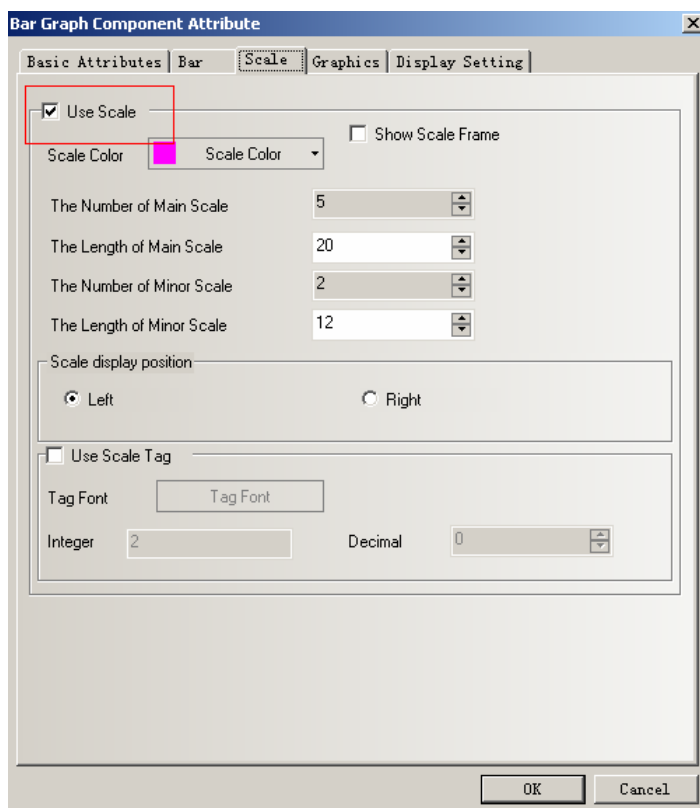 Bar Graph Component Attribute
Basic Attributes Bar Scale Graphics Display Setting
Use Scale
Show Scale Frame
Scale Color Scale Color
The Number of Main Scale 5
The Length of Main Scale 20
The Number of Minor Scale 2
The Length of Minor Scale 12
Scale display position
Left Right
Use Scale Tag
Tag Font Tag Font
Integer 2 Decimal 0
OK Cancel